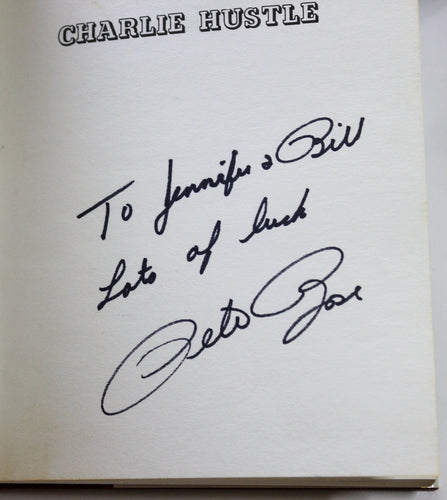 CHARLIE HUSTLE
To Jennifer & Bill
Lots of luck
Pete Rose